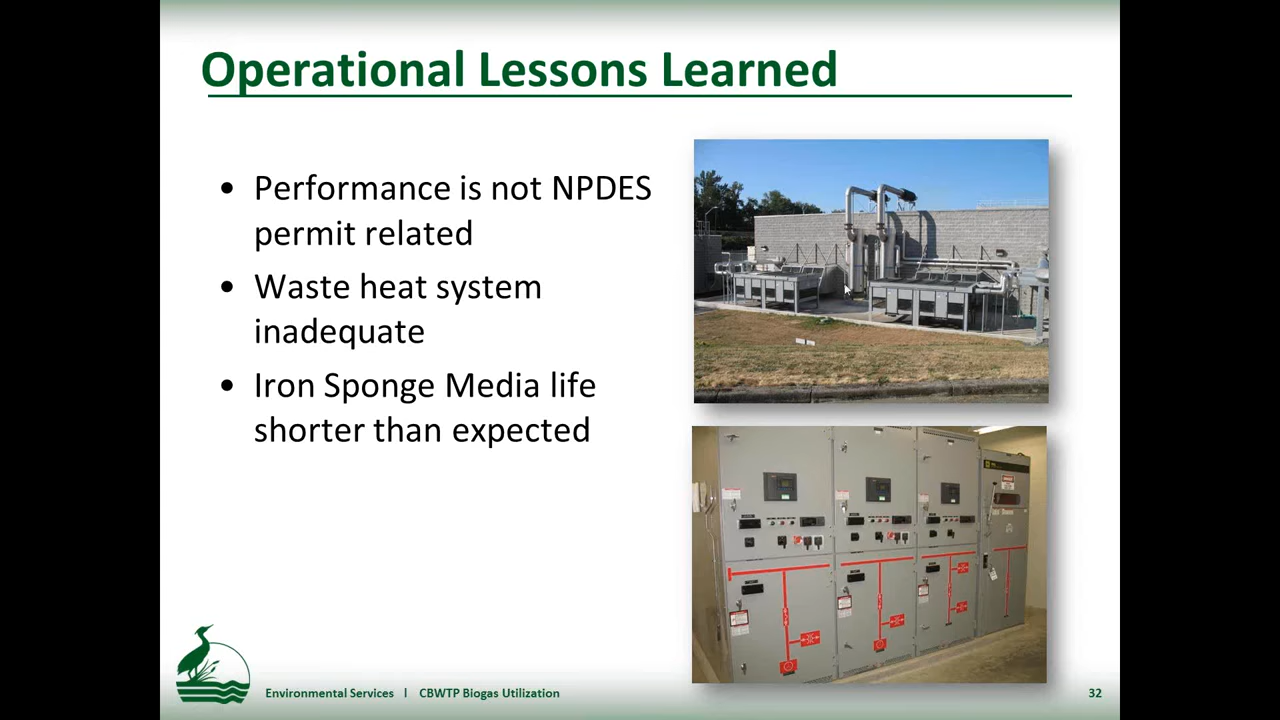 Operational Lessons Learned
• Performance is not NPDES
permit related
• Waste heat system
inadequate
• Iron Sponge Media life
shorter than expected
Environmental Services | CBWTP Biogas Utilization
32